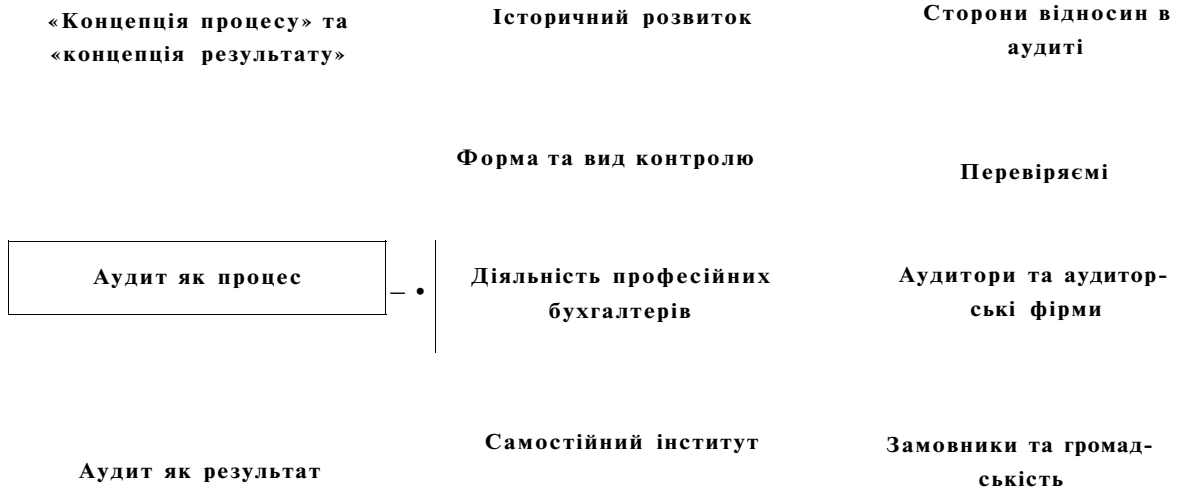 «Концепція процесу» та
«концепція результату»
Історичний розвиток
Сторони відносин в
аудиті
Форма та вид контролю
Перевіряємі
Аудит як процес
– •
Діяльність професійних
бухгалтерів
Аудитори та аудитор-
ські фірми
Аудит як результат
Самостійний інститут
Замовники та громад-
ськість